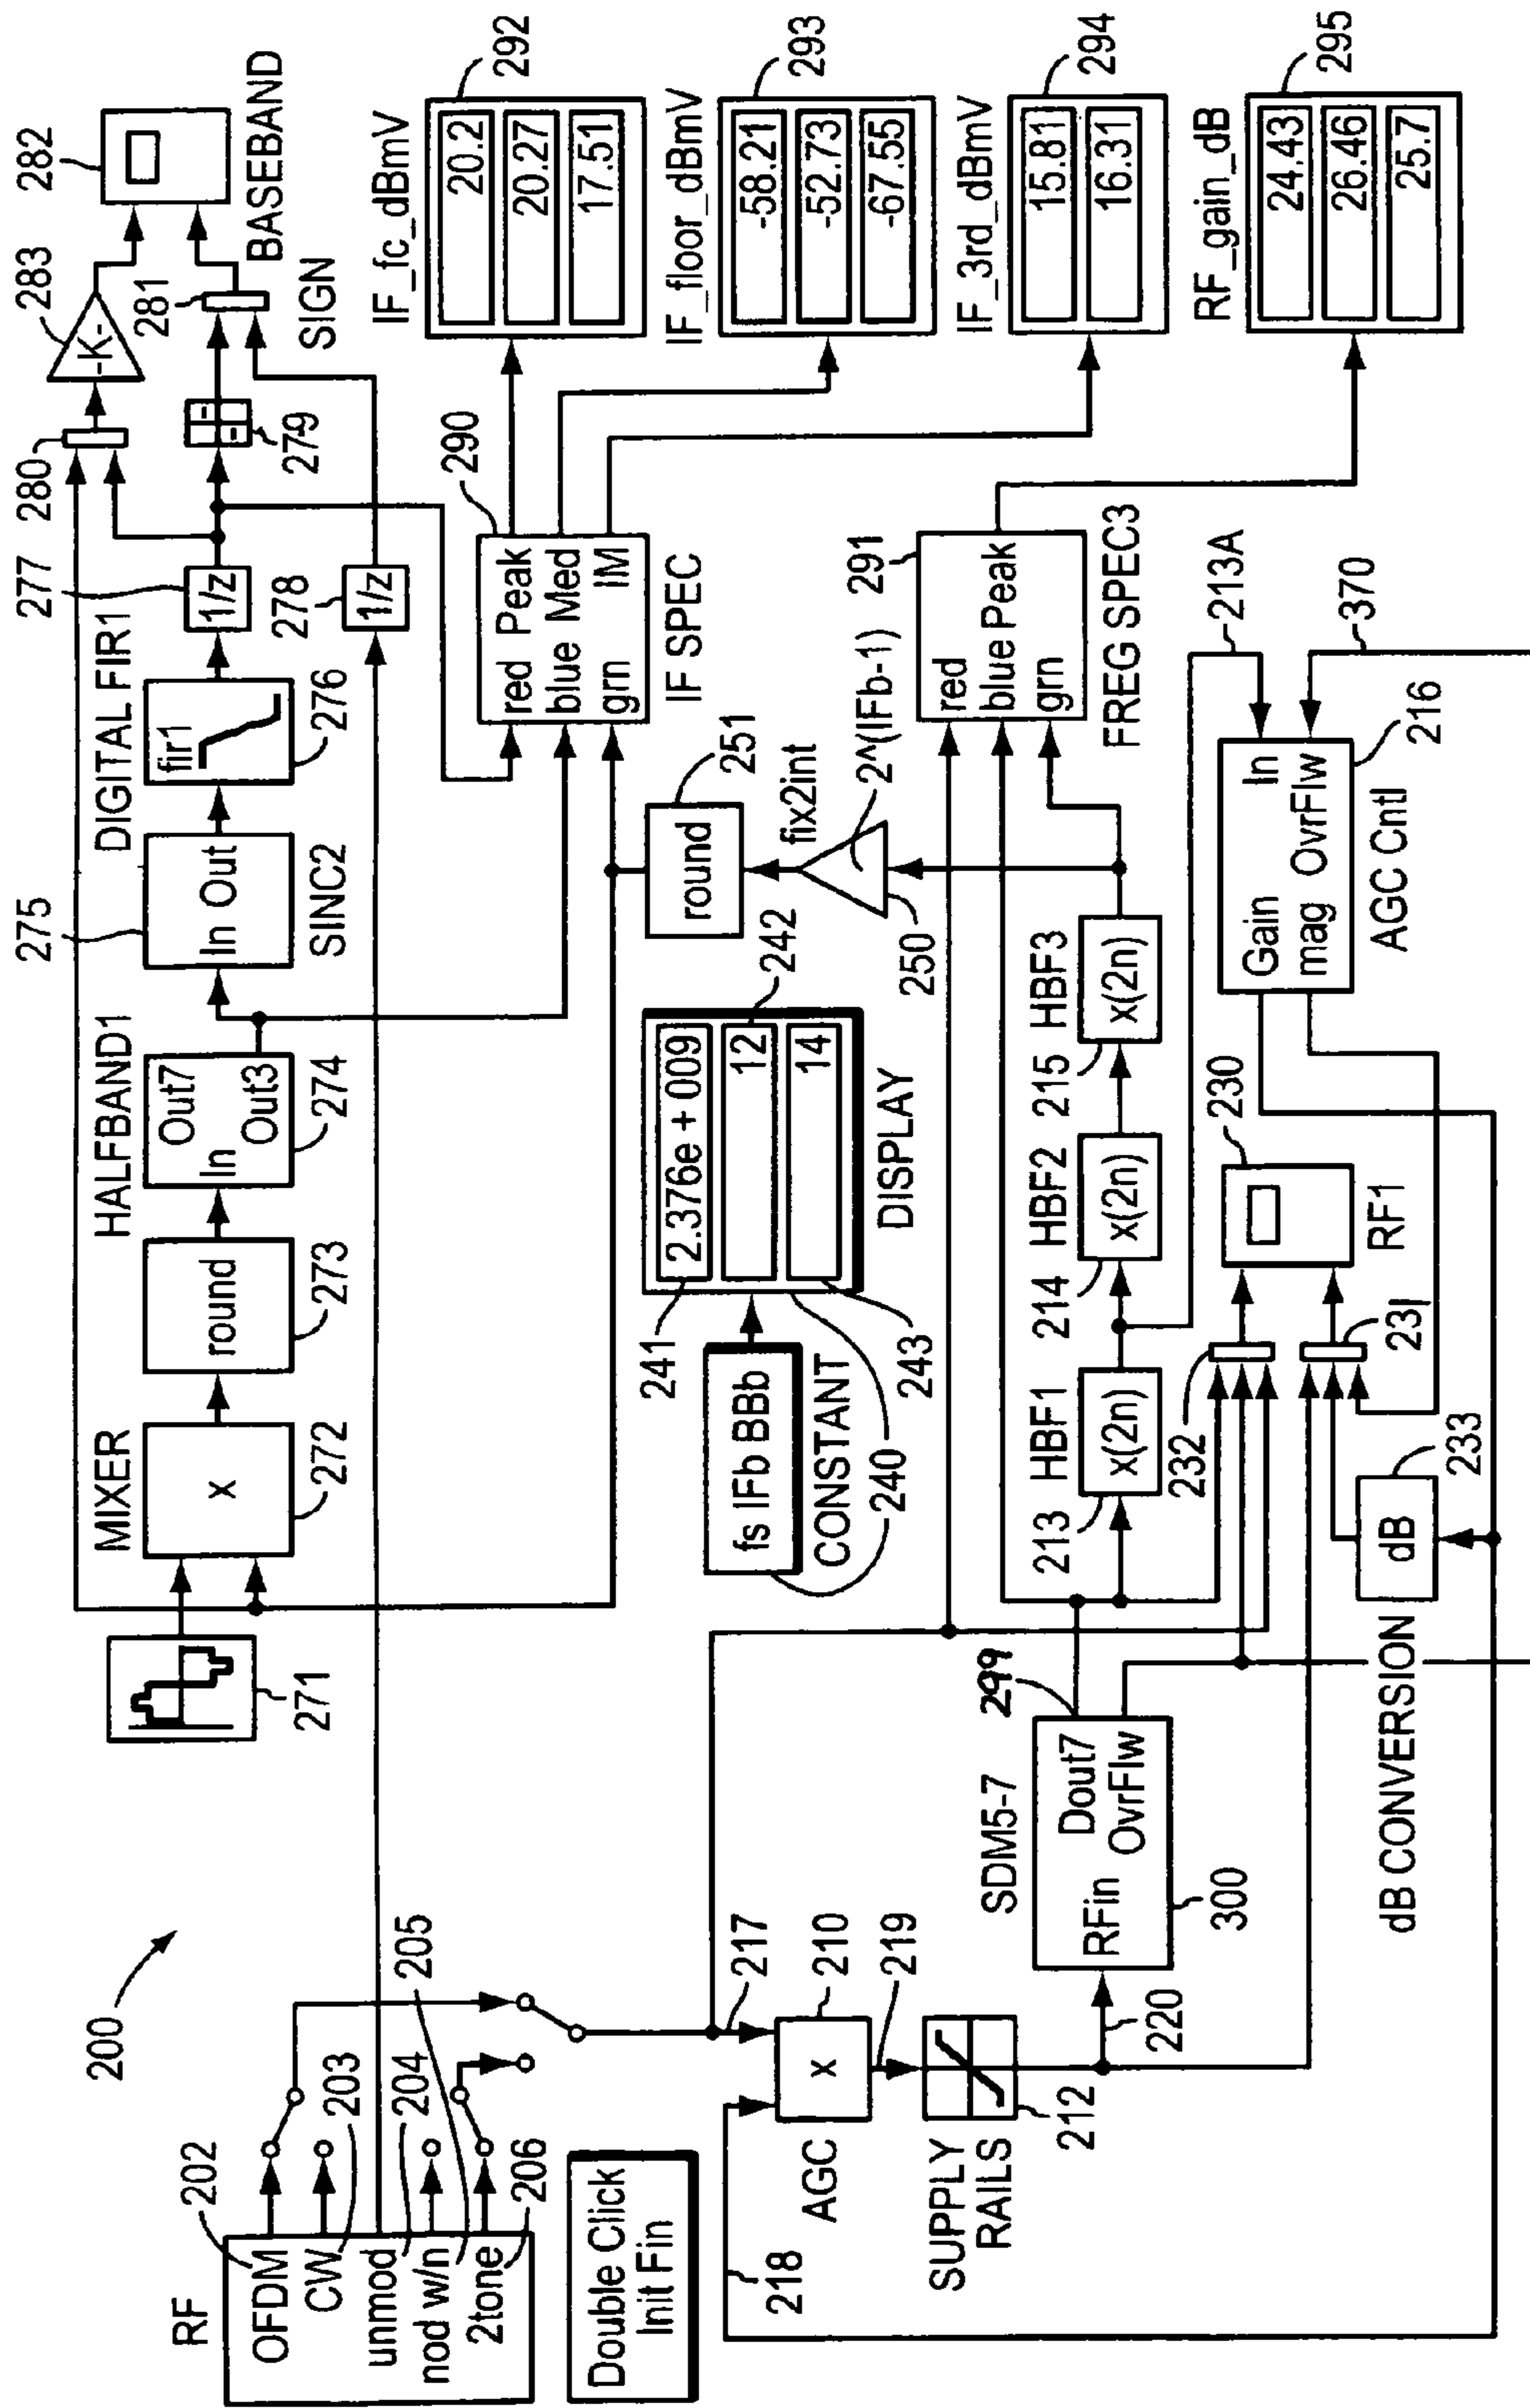 200
RF
OFDM
CW
unmod
nod w/n
2tone
202
203
204
205
206
Double Click
Init Fin
271
MIXER
x
272
round
273
HALFBAND1
Out7
In
Out3
274
275
In Out
SINC2
DIGITAL FIR1
fir1
276
277
1/z
278
1/z
279
280
-K-
283
281
SIGN
282
BASEBAND
290
red Peak
blue Med
grn IM
IF SPEC
IF_fc_dBmV
292
20.2
20.27
17.51
IF_floor_dBmV
293
-58.21
-52.73
-67.55
IF_3rd_dBmV
294
15.81
16.31
RF_gain_dB
295
24.43
26.46
25.7
fs IFb BBb
CONSTANT
240
241
2.376e + 009
242
12
243
14
DISPLAY
round
251
fix2int
2^(IFb-1)
250
291
red
blue Peak
grn
FREG SPEC3
217
218
x
AGC
210
219
SUPPLY
RAILS
212
220
SDM5-7
RFin
Dout7
OvrFlw
299
300
213
HBF1
x(2n)
214
HBF2
x(2n)
215
HBF3
x(2n)
213A
370
216
In
OvrFlw
Gain
mag
AGC Cntl
230
RF1
232
231
233
dB
dB CONVERSION